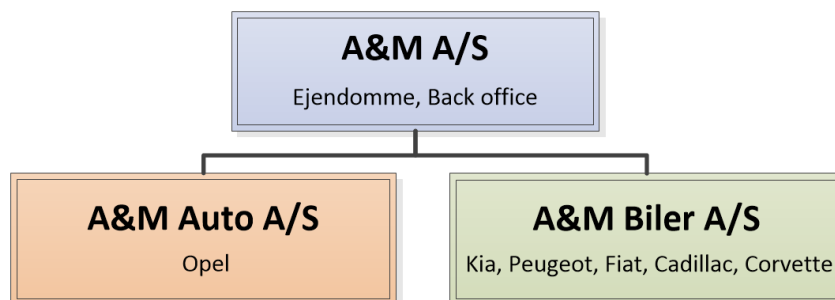 A&M A/S
Ejendomme, Back office
A&M Auto A/S
Opel
A&M Biler A/S
Kia, Peugeot, Fiat, Cadillac, Corvette